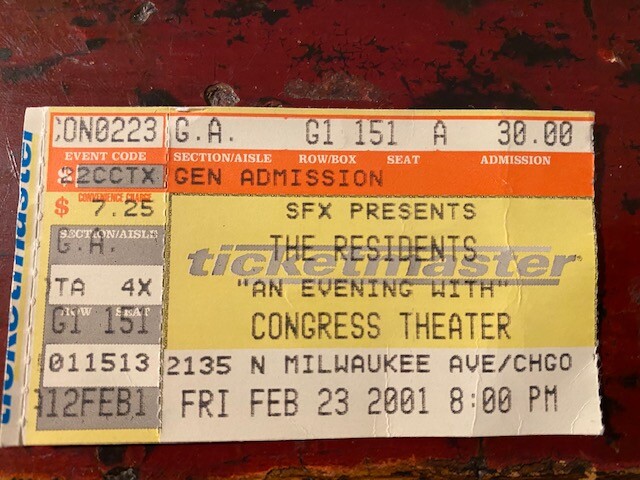 CON0223 G.A. G1 151 A 30.00
EVENT CODE SECTION/AISLE ROW/BOX SEAT ADMISSION
$ 22CCTX GEN ADMISSION
CONVENIENCE CHARGE
$ 7.25 SFX PRESENTS
SECTION/AISLE
G.A. THE RESIDENTS
ticketmaster
TA 4X "AN EVENING WITH"
ROW SEAT
G1 151 CONGRESS THEATER
011513 2135 N MILWAUKEE AVE/CHGO
12FEB1 FRI FEB 23 2001 8:00 PM
ticketmaster